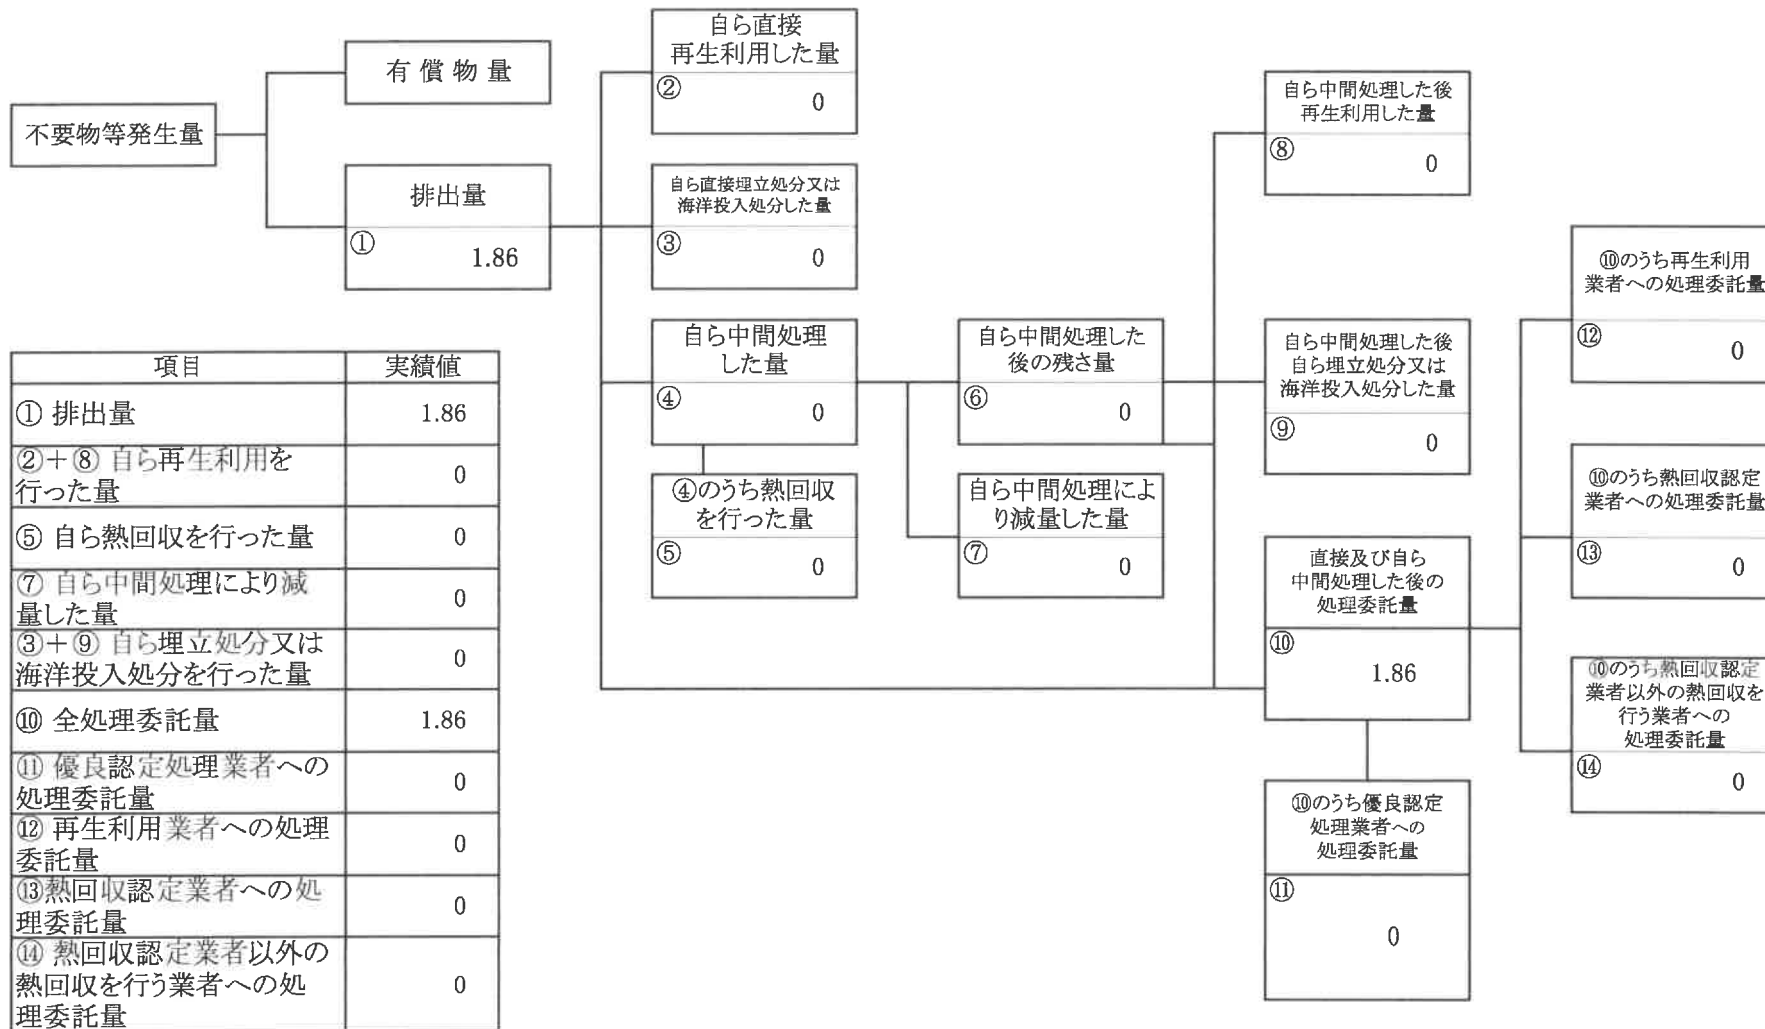 不要物等発生量
有償物量
排出量
①
1.86
自ら直接
再生利用した量
②
0
自ら直接埋立処分又は
海洋投入処分した量
③
0
自ら中間処理
した量
④
0
④のうち熱回収
を行った量
⑤
0
自ら中間処理した
後の残さ量
⑥
0
自ら中間処理によ
り減量した量
⑦
0
自ら中間処理した後
再生利用した量
⑧
0
自ら中間処理した後
自ら埋立処分又は
海洋投入処分した量
⑨
0
直接及び自ら
中間処理した後の
処理委託量
⑩
1.86
⑩のうち優良認定
処理業者への
処理委託量
⑪
0
⑩のうち再生利用
業者への処理委託量
⑫
0
⑩のうち熱回収認定
業者への処理委託量
⑬
0
⑩のうち熱回収認定
業者以外の熱回収を
行う業者への
処理委託量
⑭
0
項目 実績値
① 排出量 1.86
②+⑧ 自ら再生利用を
行った量 0
⑤ 自ら熱回収を行った量 0
⑦ 自ら中間処理により減
量した量 0
③+⑨ 自ら埋立処分又は
海洋投入処分を行った量 0
⑩ 全処理委託量 1.86
⑪ 優良認定処理業者への
処理委託量 0
⑫ 再生利用業者への処理
委託量 0
⑬熱回収認定業者への処
理委託量 0
⑭ 熱回収認定業者以外の
熱回収を行う業者への処
理委託量 0